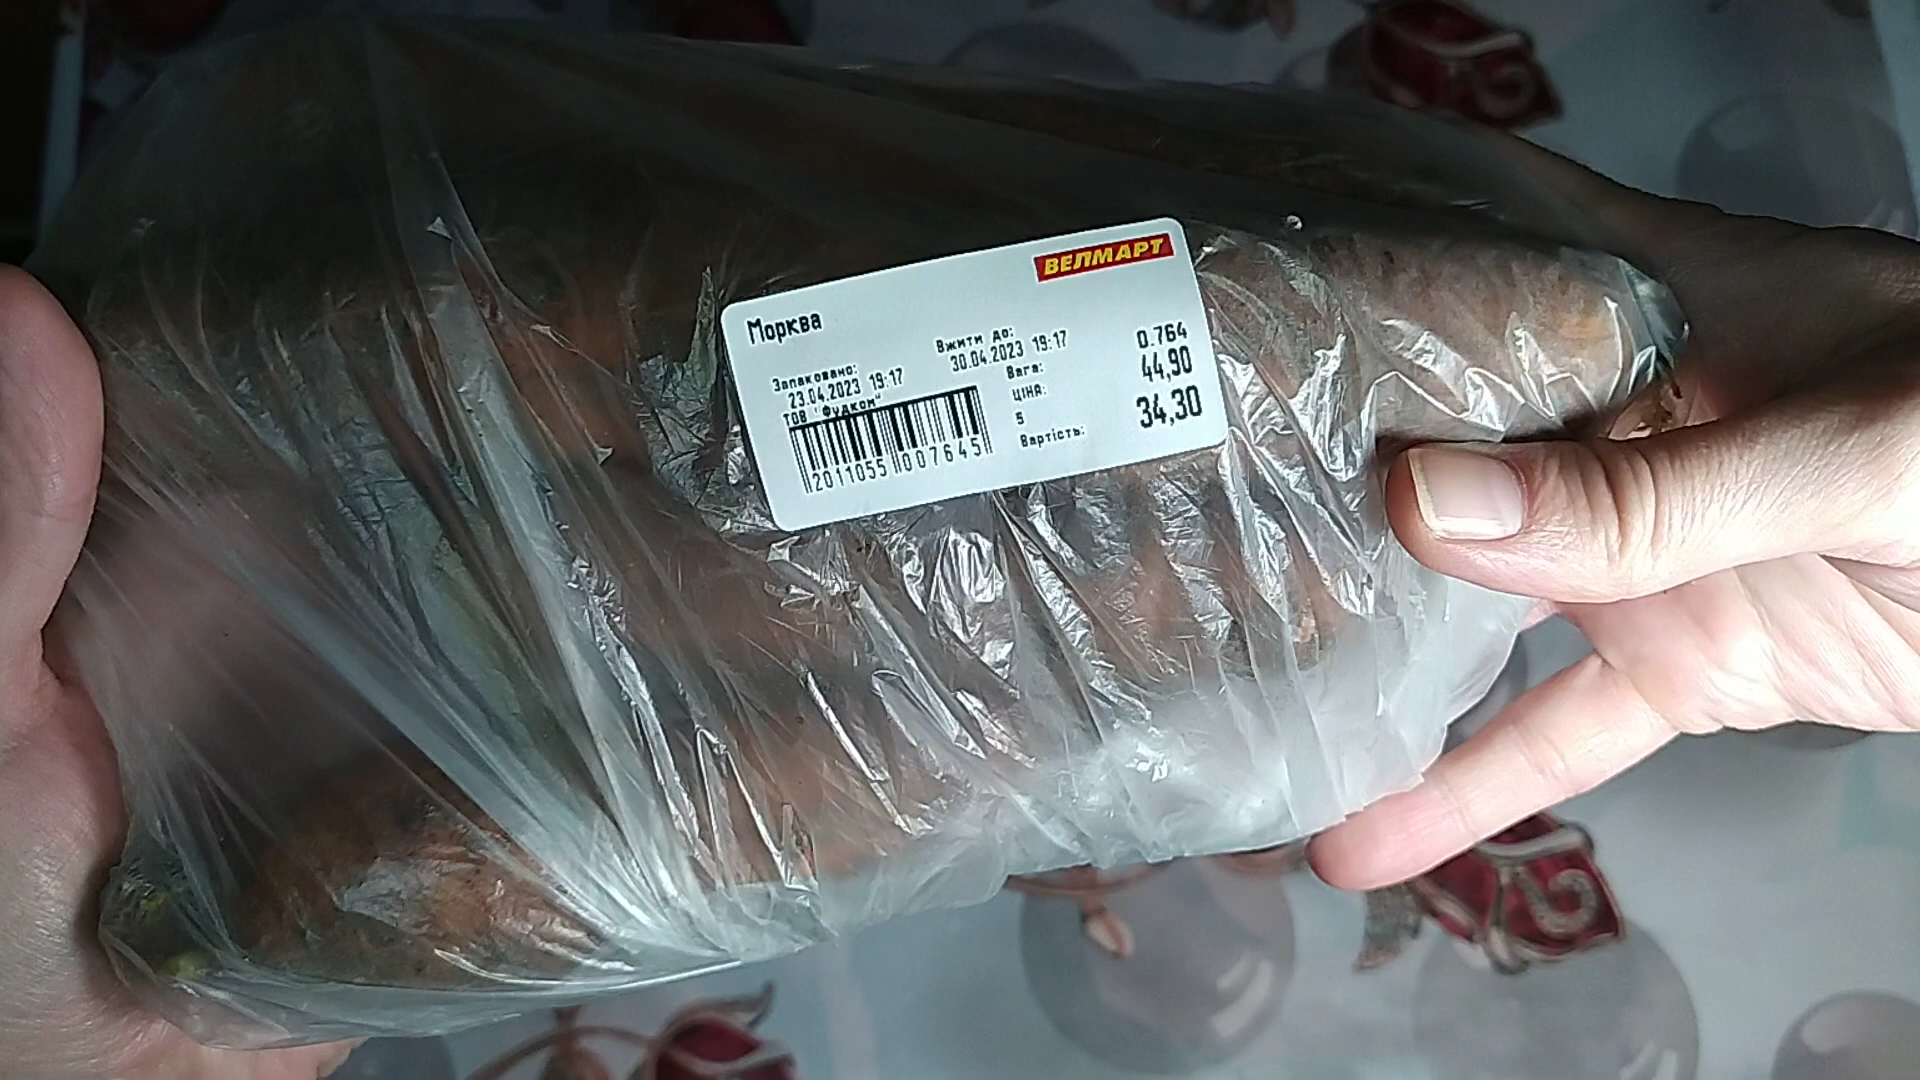 ВЕЛМАРТ
Морква
Запаковано:
23.04.2023 19:17
Вжити до:
30.04.2023 19:17
ТОВ "Фудком"
2011055 007645
Вага: 0.764
ЦІНА: 44,90
5
Вартість: 34,30